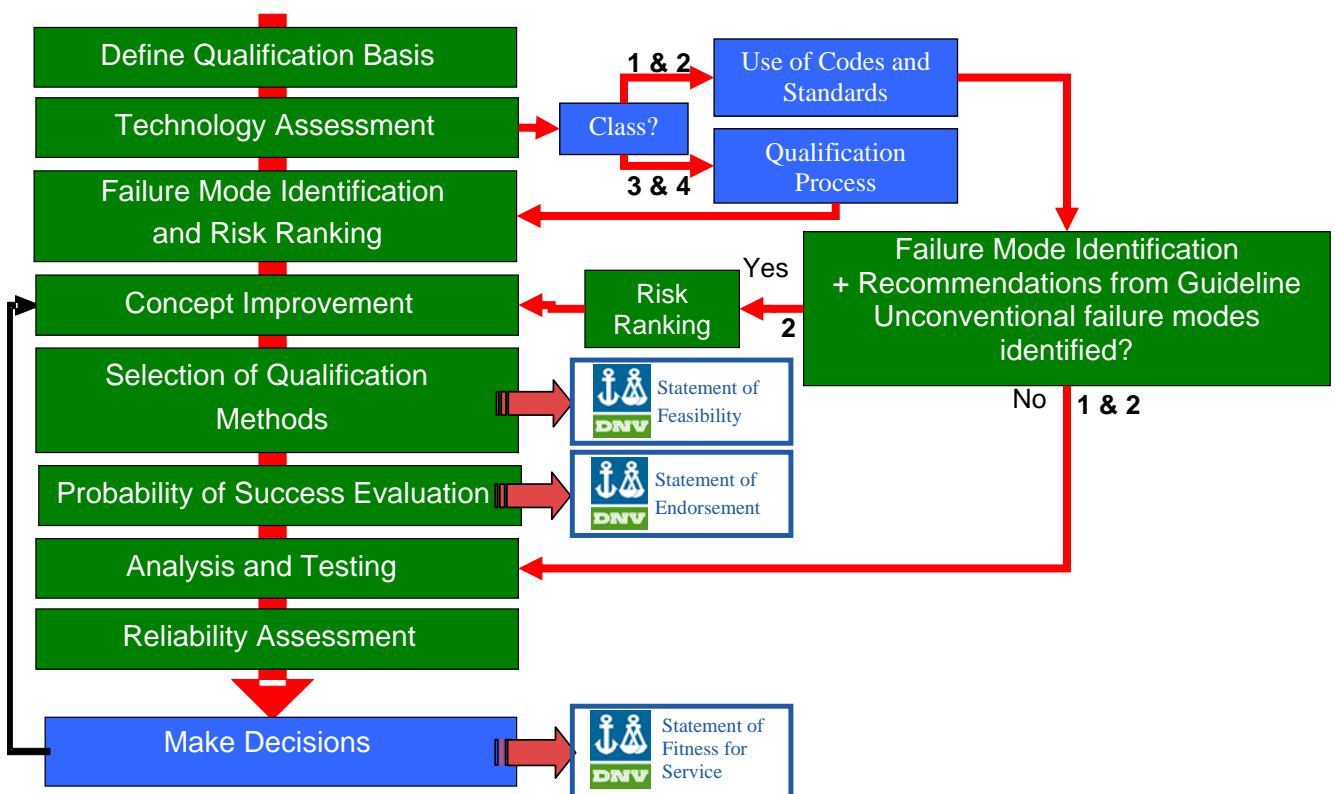 Define Qualification Basis
Technology Assessment
Failure Mode Identification
and Risk Ranking
Concept Improvement
Selection of Qualification
Methods
Probability of Success Evaluation
Analysis and Testing
Reliability Assessment
Make Decisions
Class?
1 & 2
3 & 4
Use of Codes and
Standards
Qualification
Process
Failure Mode Identification
+ Recommendations from Guideline
Unconventional failure modes
identified?
Yes
2
Risk
Ranking
No
1 & 2
DNV
Statement of
Feasibility
DNV
Statement of
Endorsement
DNV
Statement of
Fitness for
Service